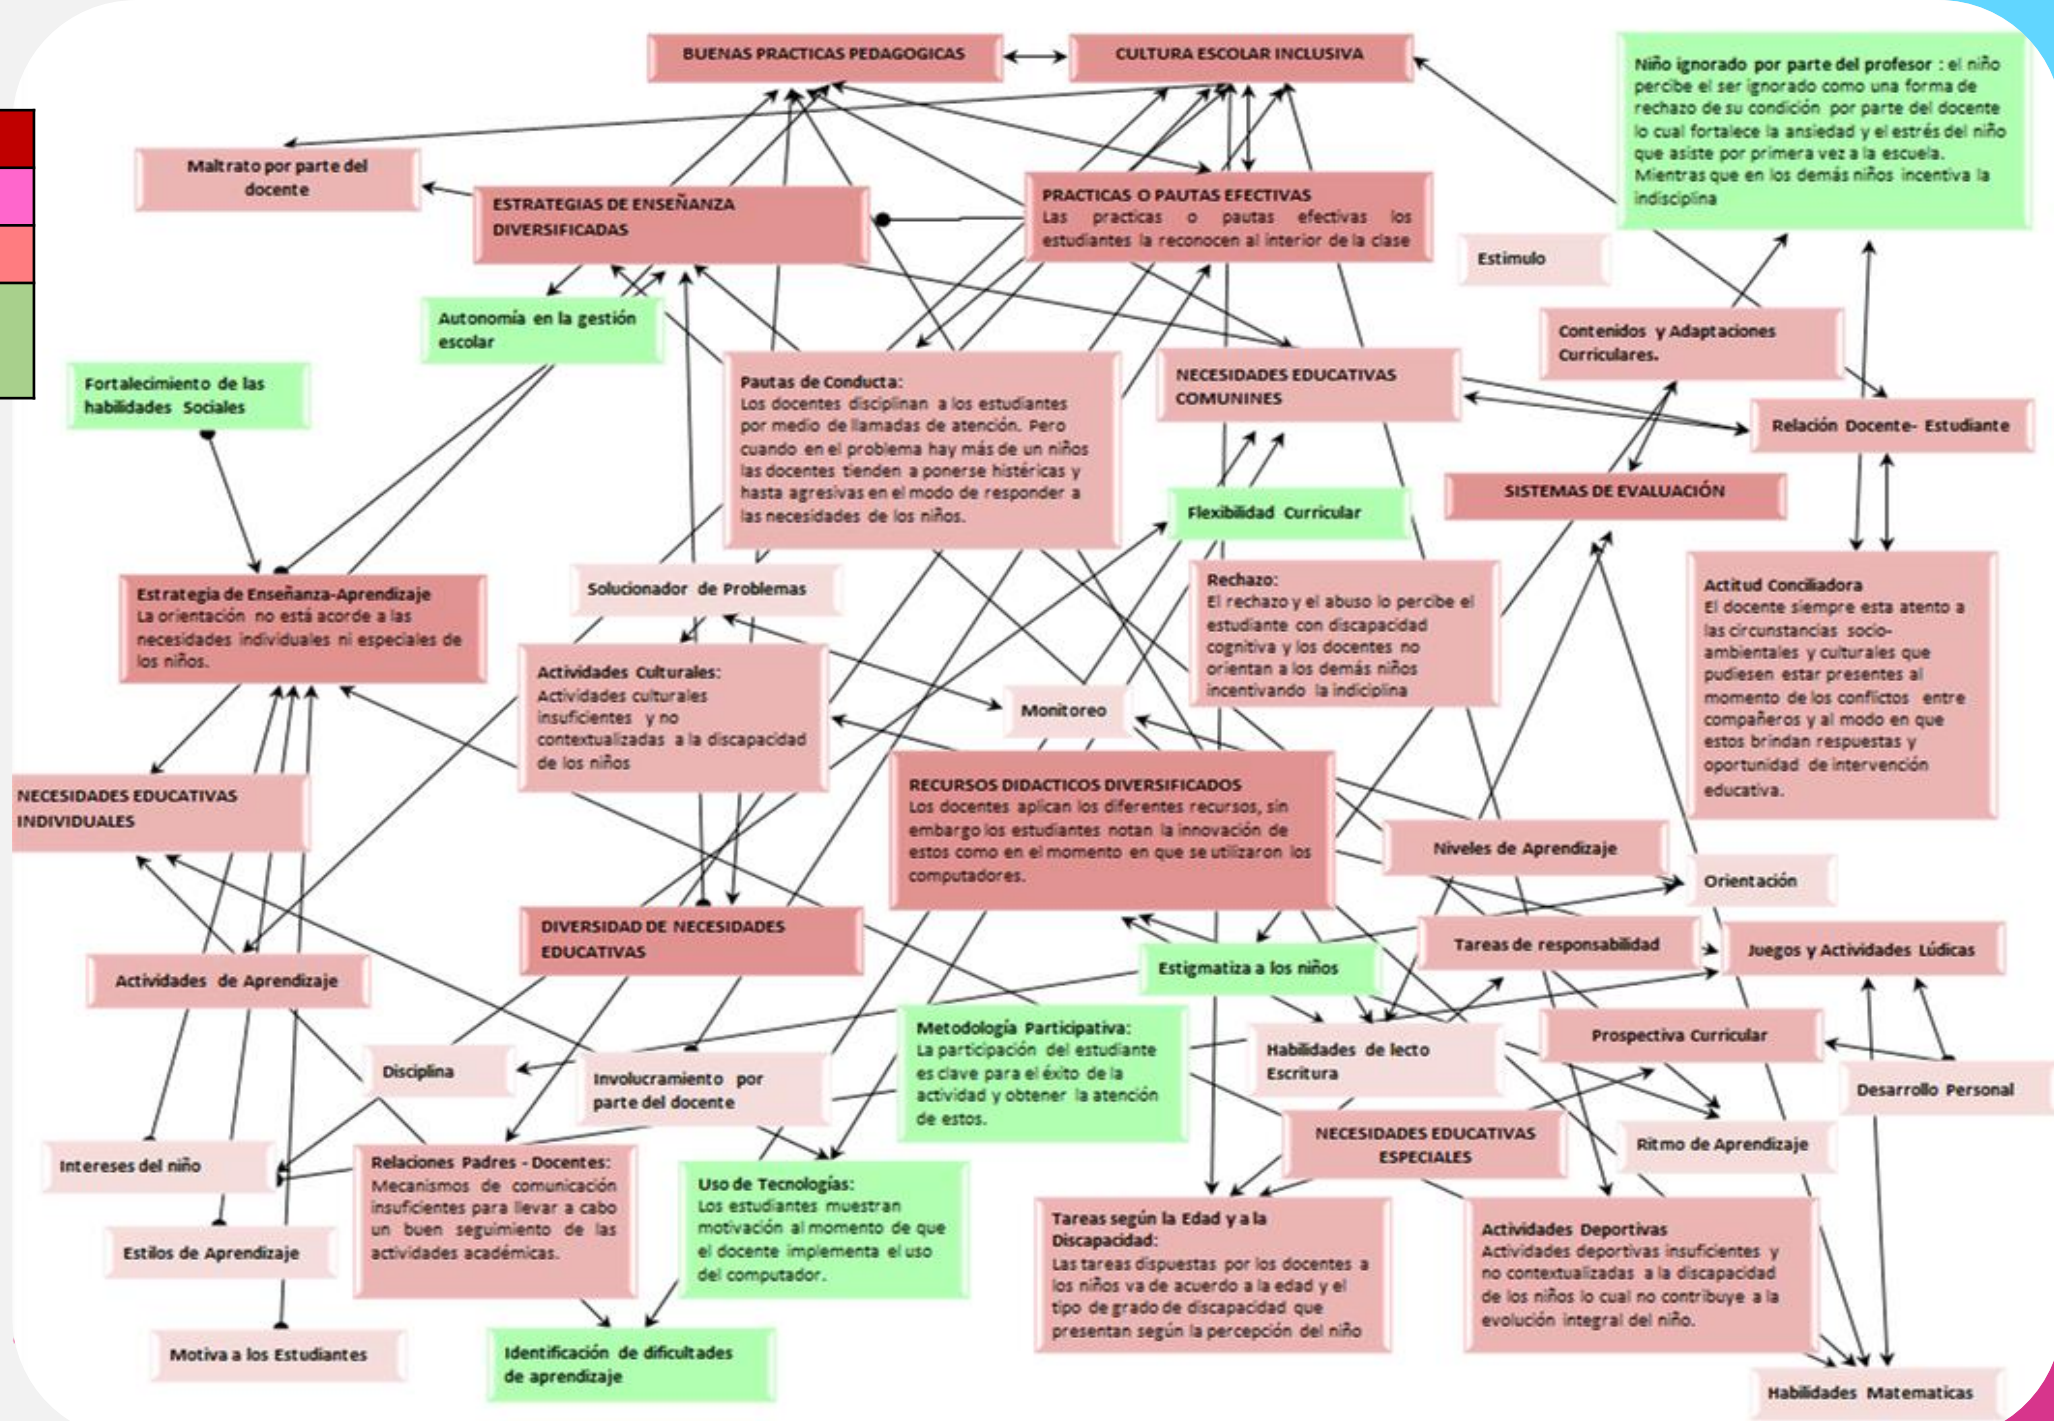 BUENAS PRACTICAS PEDAGOGICAS
CULTURA ESCOLAR INCLUSIVA
Niño ignorado por parte del profesor : el niño
percibe el ser ignorado como una forma de
rechazo de su condición por parte del docente
lo cual fortalece la ansiedad y el estrés del niño
que asiste por primera vez a la escuela.
Mientras que en los demás niños incentiva la
indisciplina
Maltrato por parte del
docente
ESTRATEGIAS DE ENSEÑANZA
DIVERSIFICADAS
PRACTICAS O PAUTAS EFECTIVAS
Las practicas o pautas efectivas los
estudiantes la reconocen al interior de la clase
Estimulo
Autonomía en la gestión
escolar
Contenidos y Adaptaciones
Curriculares.
Fortalecimiento de las
habilidades Sociales
Pautas de Conducta:
Los docentes disciplinan a los estudiantes
por medio de llamadas de atención. Pero
cuando en el problema hay más de un niños
las docentes tienden a ponerse histéricas y
hasta agresivas en el modo de responder a
las necesidades de los niños.
NECESIDADES EDUCATIVAS
COMUNINES
Relación Docente- Estudiante
SISTEMAS DE EVALUACIÓN
Flexibilidad Curricular
Estrategia de Enseñanza-Aprendizaje
La orientación no está acorde a las
necesidades individuales ni especiales de
los niños.
Solucionador de Problemas
Rechazo:
El rechazo y el abuso lo percibe el
estudiante con discapacidad
cognitiva y los docentes no
orientan a los demás niños
incentivando la indiciplina
Actitud Conciliadora
El docente siempre esta atento a
las circunstancias socio-
ambientales y culturales que
pudiesen estar presentes al
momento de los conflictos entre
compañeros y al modo en que
estos brindan respuestas y
oportunidad de intervención
educativa.
Actividades Culturales:
Actividades culturales
insuficientes y no
contextualizadas a la discapacidad
de los niños
Monitoreo
NECESIDADES EDUCATIVAS
INDIVIDUALES
RECURSOS DIDACTICOS DIVERSIFICADOS
Los docentes aplican los diferentes recursos, sin
embargo los estudiantes notan la innovación de
estos como en el momento en que se utilizaron los
computadores.
Niveles de Aprendizaje
Orientación
DIVERSIDAD DE NECESIDADES
EDUCATIVAS
Tareas de responsabilidad
Juegos y Actividades Lúdicas
Estigmatiza a los niños
Actividades de Aprendizaje
Metodología Participativa:
La participación del estudiante
es clave para el éxito de la
actividad y obtener la atención
de estos.
Prospectiva Curricular
Habilidades de lecto
Escritura
Disciplina
Involucramiento por
parte del docente
Desarrollo Personal
NECESIDADES EDUCATIVAS
ESPECIALES
Ritmo de Aprendizaje
Intereses del niño
Relaciones Padres - Docentes:
Mecanismos de comunicación
insuficientes para llevar a cabo
un buen seguimiento de las
actividades académicas.
Uso de Tecnologías:
Los estudiantes muestran
motivación al momento de que
el docente implementa el uso
del computador.
Tareas según la Edad y a la
Discapacidad:
Las tareas dispuestas por los docentes a
los niños va de acuerdo a la edad y el
tipo de grado de discapacidad que
presentan según la percepción del niño
Actividades Deportivas
Actividades deportivas insuficientes y
no contextualizadas a la discapacidad
de los niños lo cual no contribuye a la
evolución integral del niño.
Estilos de Aprendizaje
Motiva a los Estudiantes
Identificación de dificultades
de aprendizaje
Habilidades Matematicas